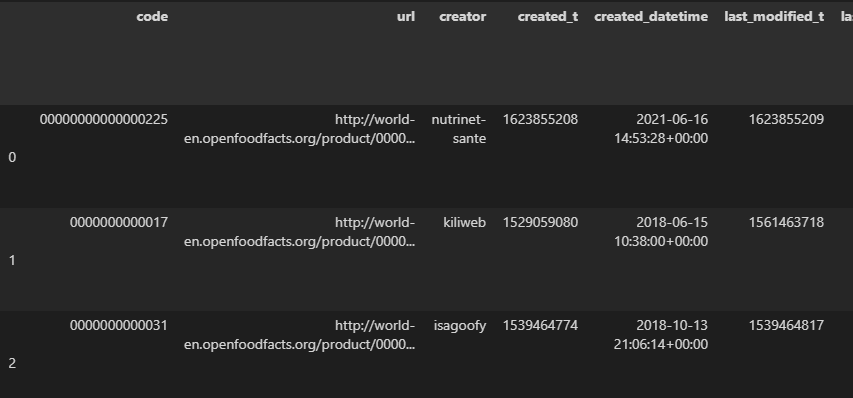 code url creator created_t created_datetime last_modified_t la
00000000000000225 http://world- nutrinet- 1623855208 2021-06-16 1623855209
en.openfoodfacts.org/product/0000... sante 14:53:28+00:00
0
0000000000017 http://world- kiliweb 1529059080 2018-06-15 1561463718
en.openfoodfacts.org/product/0000... 10:38:00+00:00
1
0000000000031 http://world- isagoofy 1539464774 2018-10-13 1539464817
en.openfoodfacts.org/product/0000... 21:06:14+00:00
2